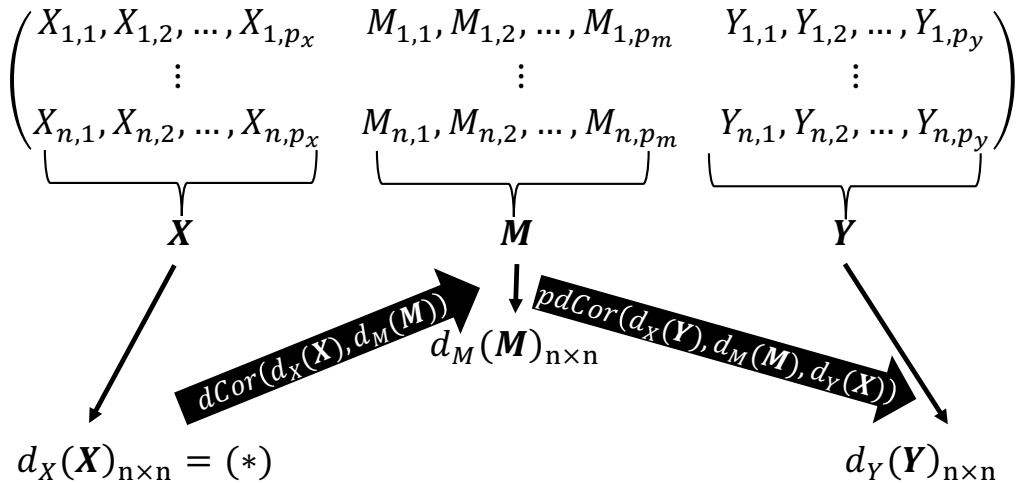 X_{1,1}, X_{1,2}, …, X_{1,p_x} M_{1,1}, M_{1,2}, …, M_{1,p_m} Y_{1,1}, Y_{1,2}, …, Y_{1,p_y}
⋮ ⋮ ⋮
X_{n,1}, X_{n,2}, …, X_{n,p_x} M_{n,1}, M_{n,2}, …, M_{n,p_m} Y_{n,1}, Y_{n,2}, …, Y_{n,p_y}
X M Y
dCor(d_X(X), d_M(M))
d_M(M)_{n×n}
pdCor(d_X(Y), d_M(M), d_Y(X))
d_X(X)_{n×n} = (*)
d_Y(Y)_{n×n}